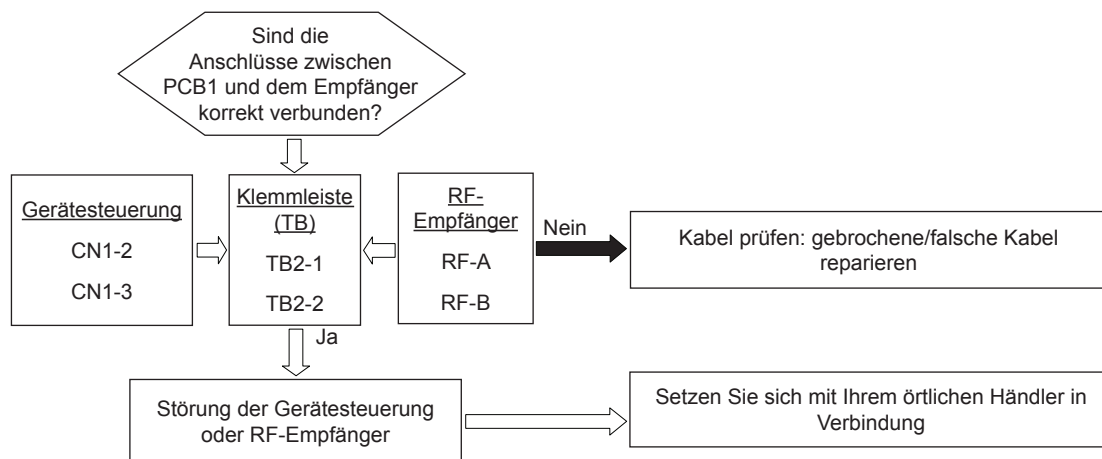 Sind die
Anschlüsse zwischen
PCB1 und dem Empfänger
korrekt verbunden?
Gerätesteuerung
CN1-2
CN1-3
Klemmleiste
(TB)
TB2-1
TB2-2
RF-
Empfänger
RF-A
RF-B
Nein
Kabel prüfen: gebrochene/falsche Kabel
reparieren
Ja
Störung der Gerätesteuerung
oder RF-Empfänger
Setzen Sie sich mit Ihrem örtlichen Händler in
Verbindung